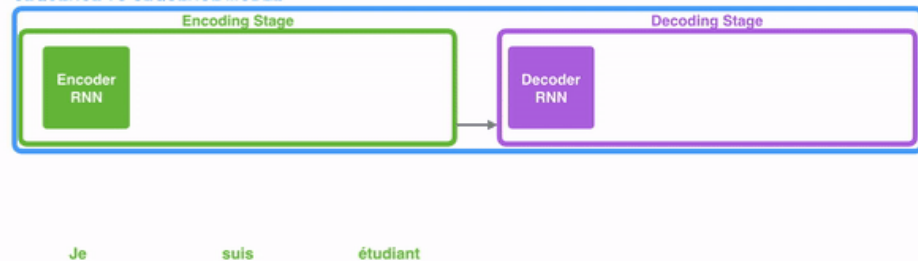 Encoding Stage
Decoding Stage
Encoder
RNN
Decoder
RNN
Je suis étudiant